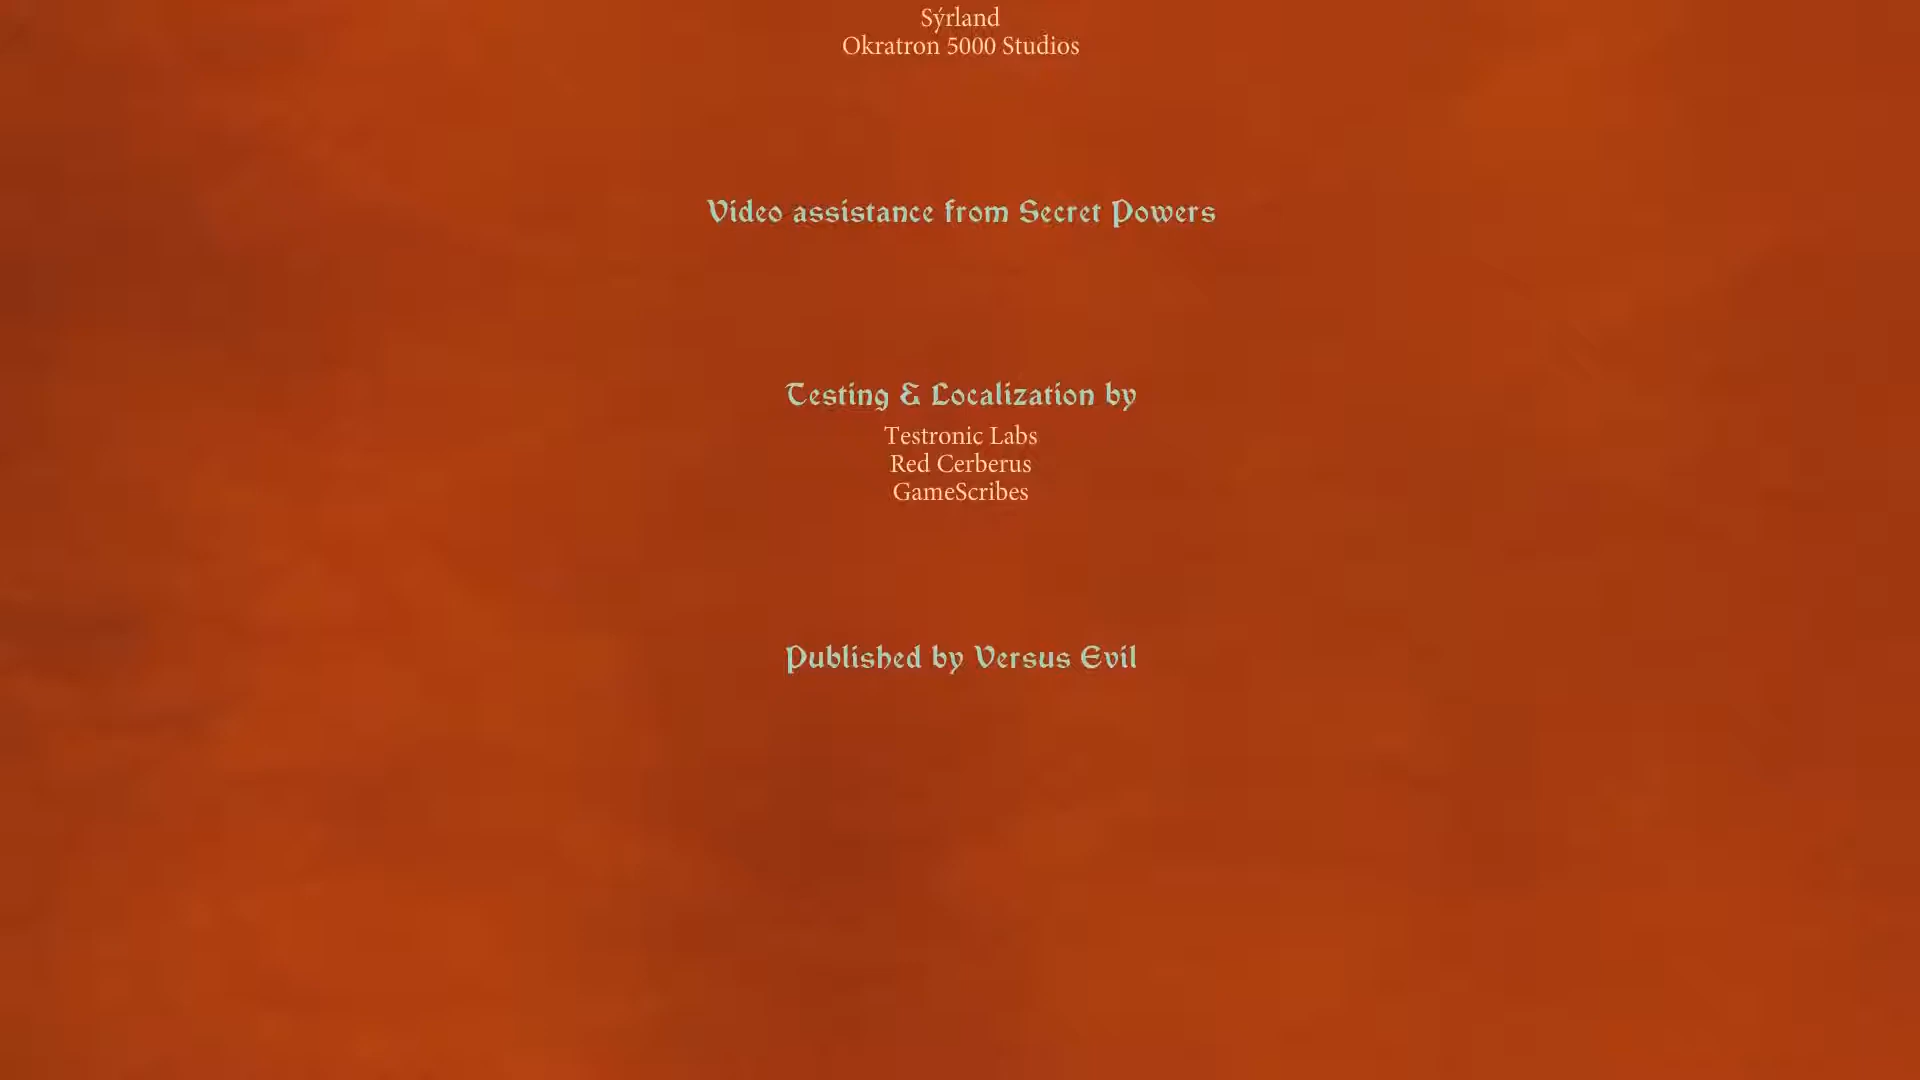 Sýrland
Okratron 5000 Studios
Video assistance from Secret Powers
Testing & Localization by
Testronic Labs
Red Cerberus
GameScribes
Published by Versus Evil